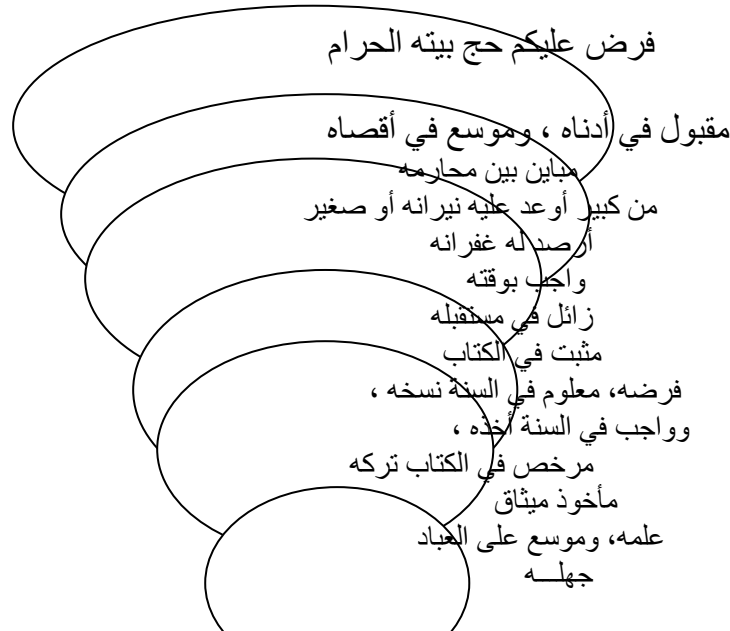 فرض عليكم حج بيته الحرام
مقبول في أدناه ، وموسع في أقصاه
مباين بين محارمه
من كبير أوعد عليه نيرانه أو صغير
أرصد له غفرانه
واجب بوقته
زائل في مستقبله
مثبت في الكتاب
فرضه، معلوم في السنة نسخه ،
وواجب في السنة أخذه ،
مرخص في الكتاب تركه
مأخوذ ميثاق
علمه، وموسع على العباد
جهلـــه